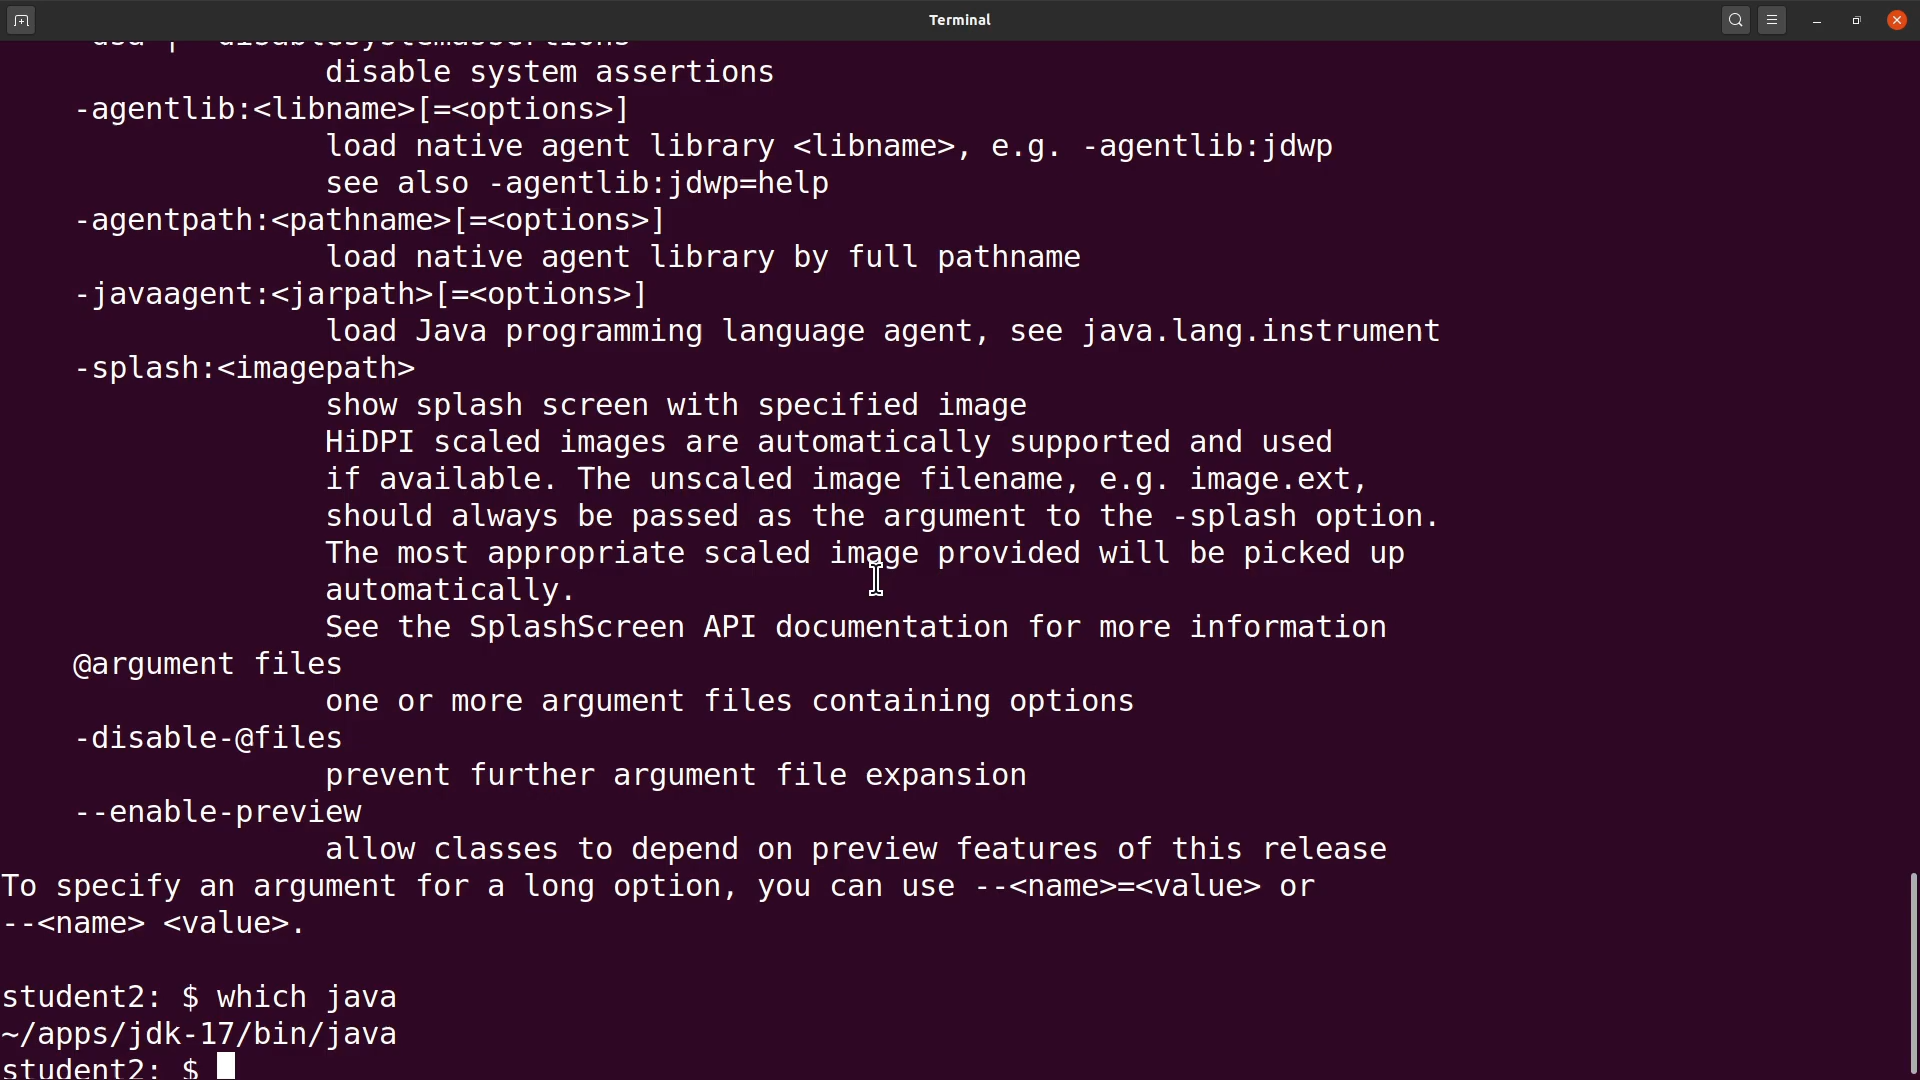 Terminal
disable system assertions
-agentlib:<libname>[=<options>]
load native agent library <libname>, e.g. -agentlib:jdwp
see also -agentlib:jdwp=help
-agentpath:<pathname>[=<options>]
load native agent library by full pathname
-javaagent:<jarpath>[=<options>]
load Java programming language agent, see java.lang.instrument
-splash:<imagepath>
show splash screen with specified image
HiDPI scaled images are automatically supported and used
if available. The unscaled image filename, e.g. image.ext,
should always be passed as the argument to the -splash option.
The most appropriate scaled image provided will be picked up
automatically.
See the SplashScreen API documentation for more information
@argument files
one or more argument files containing options
-disable-@files
prevent further argument file expansion
--enable-preview
allow classes to depend on preview features of this release
To specify an argument for a long option, you can use --<name>=<value> or
--<name> <value>.
student2: $ which java
~/apps/jdk-17/bin/java
student2: $